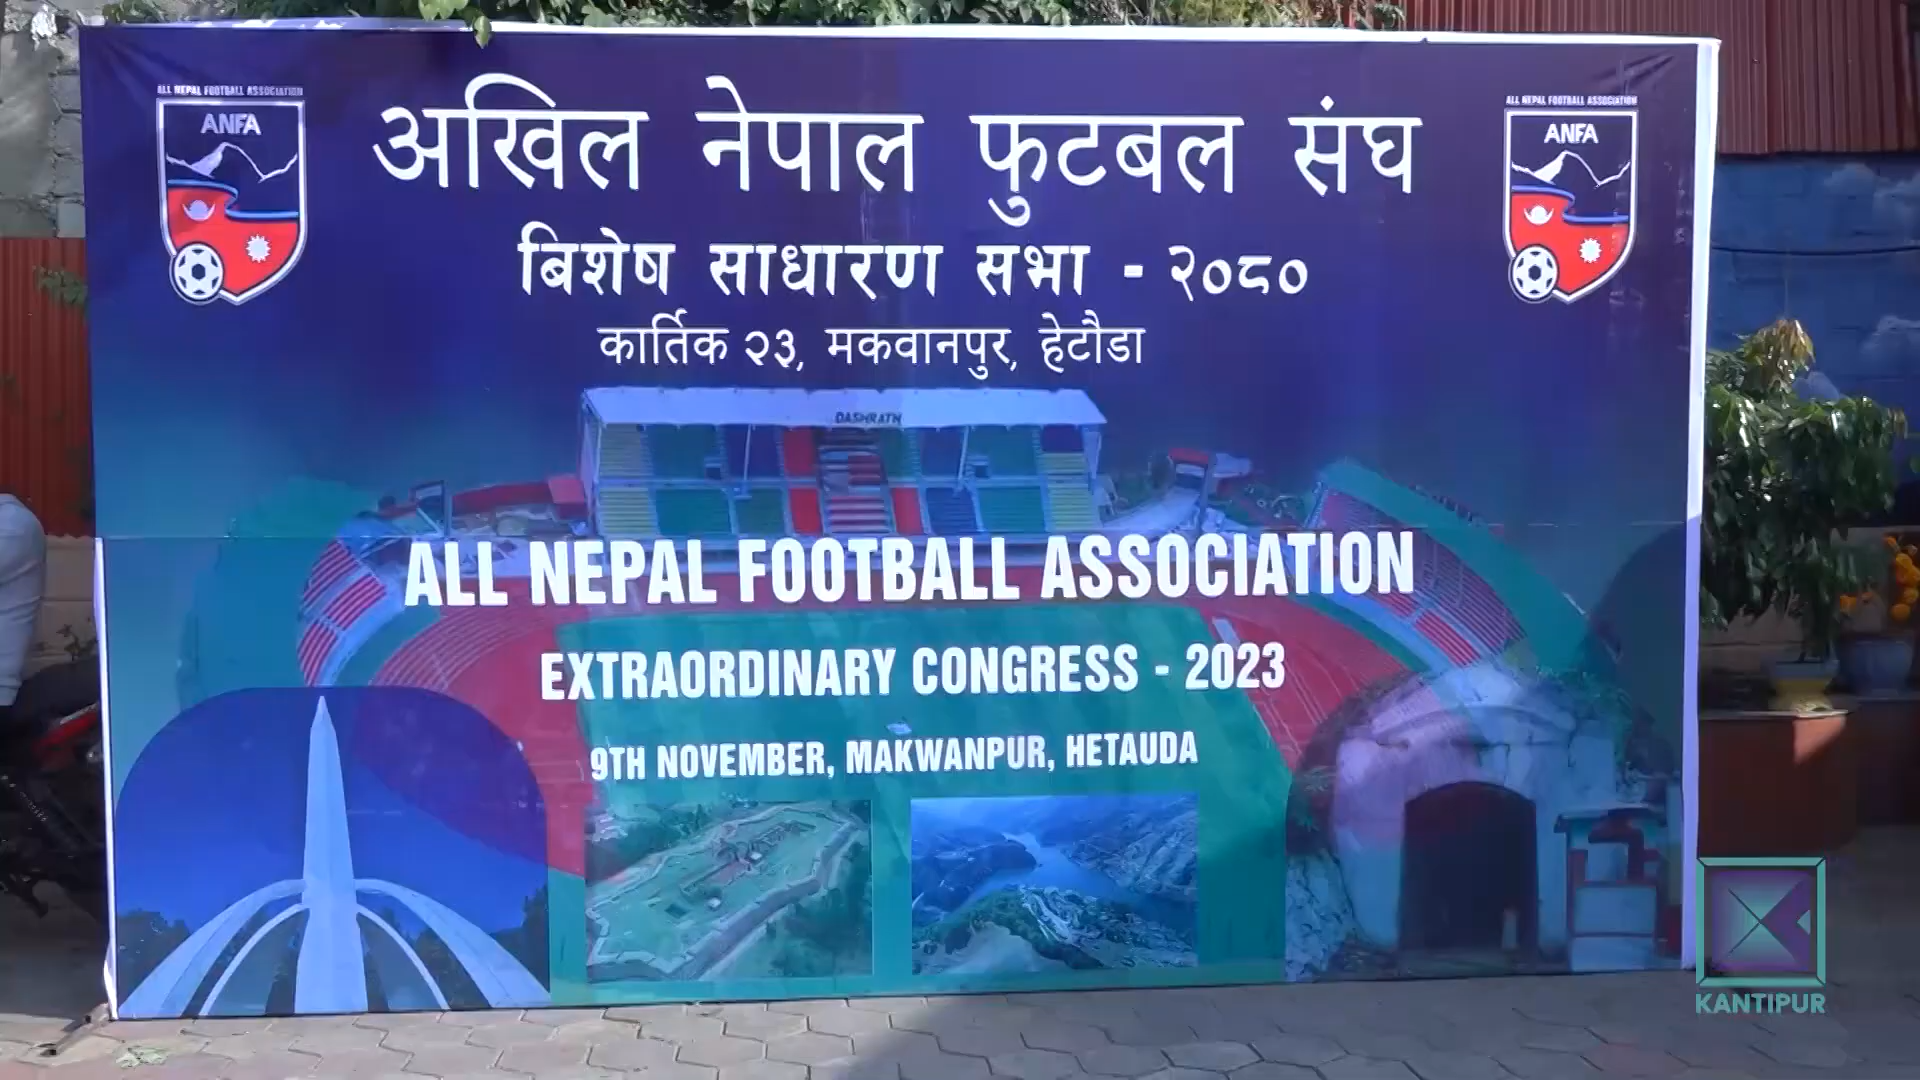 ALL NEPAL FOOTBALL ASSOCIATION
ANFA
ALL NEPAL FOOTBALL ASSOCIATION
ANFA
अखिल नेपाल फुटबल संघ
बिशेष साधारण सभा - २०८०
कार्तिक २३, मकवानपुर, हेटौडा
DASHRATH
ALL NEPAL FOOTBALL ASSOCIATION
EXTRAORDINARY CONGRESS - 2023
9TH NOVEMBER, MAKWANPUR, HETAUDA
KANTIPUR